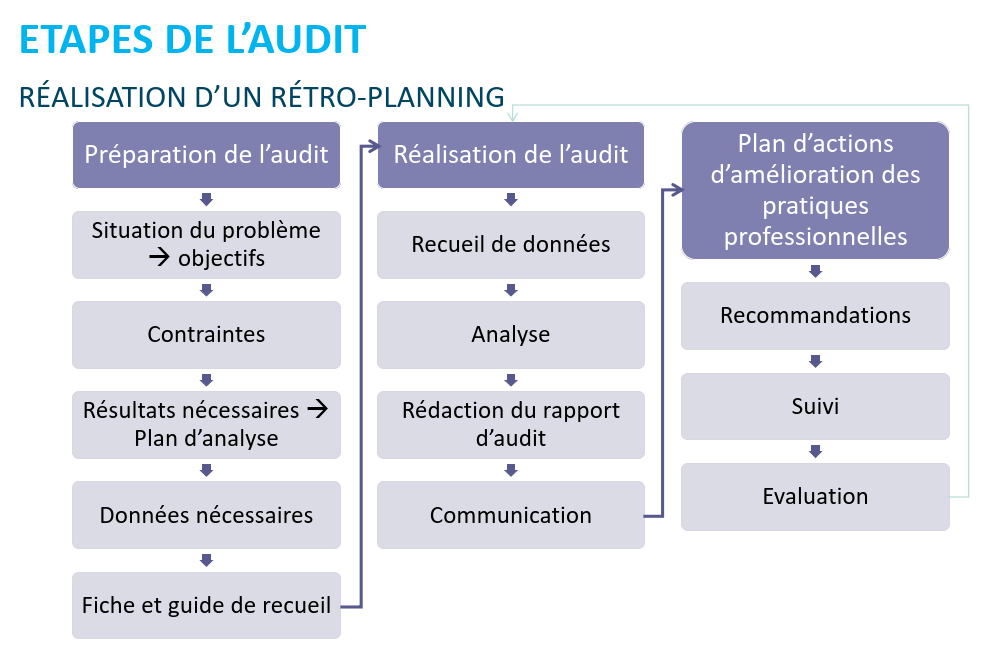 ETAPES DE L’AUDIT
RÉALISATION D’UN RÉTRO-PLANNING
Préparation de l’audit
Situation du problème
→ objectifs
Contraintes
Résultats nécessaires →
Plan d’analyse
Données nécessaires
Fiche et guide de recueil
Réalisation de l’audit
Recueil de données
Analyse
Rédaction du rapport
d’audit
Communication
Plan d’actions
d’amélioration des
pratiques
professionnelles
Recommandations
Suivi
Evaluation